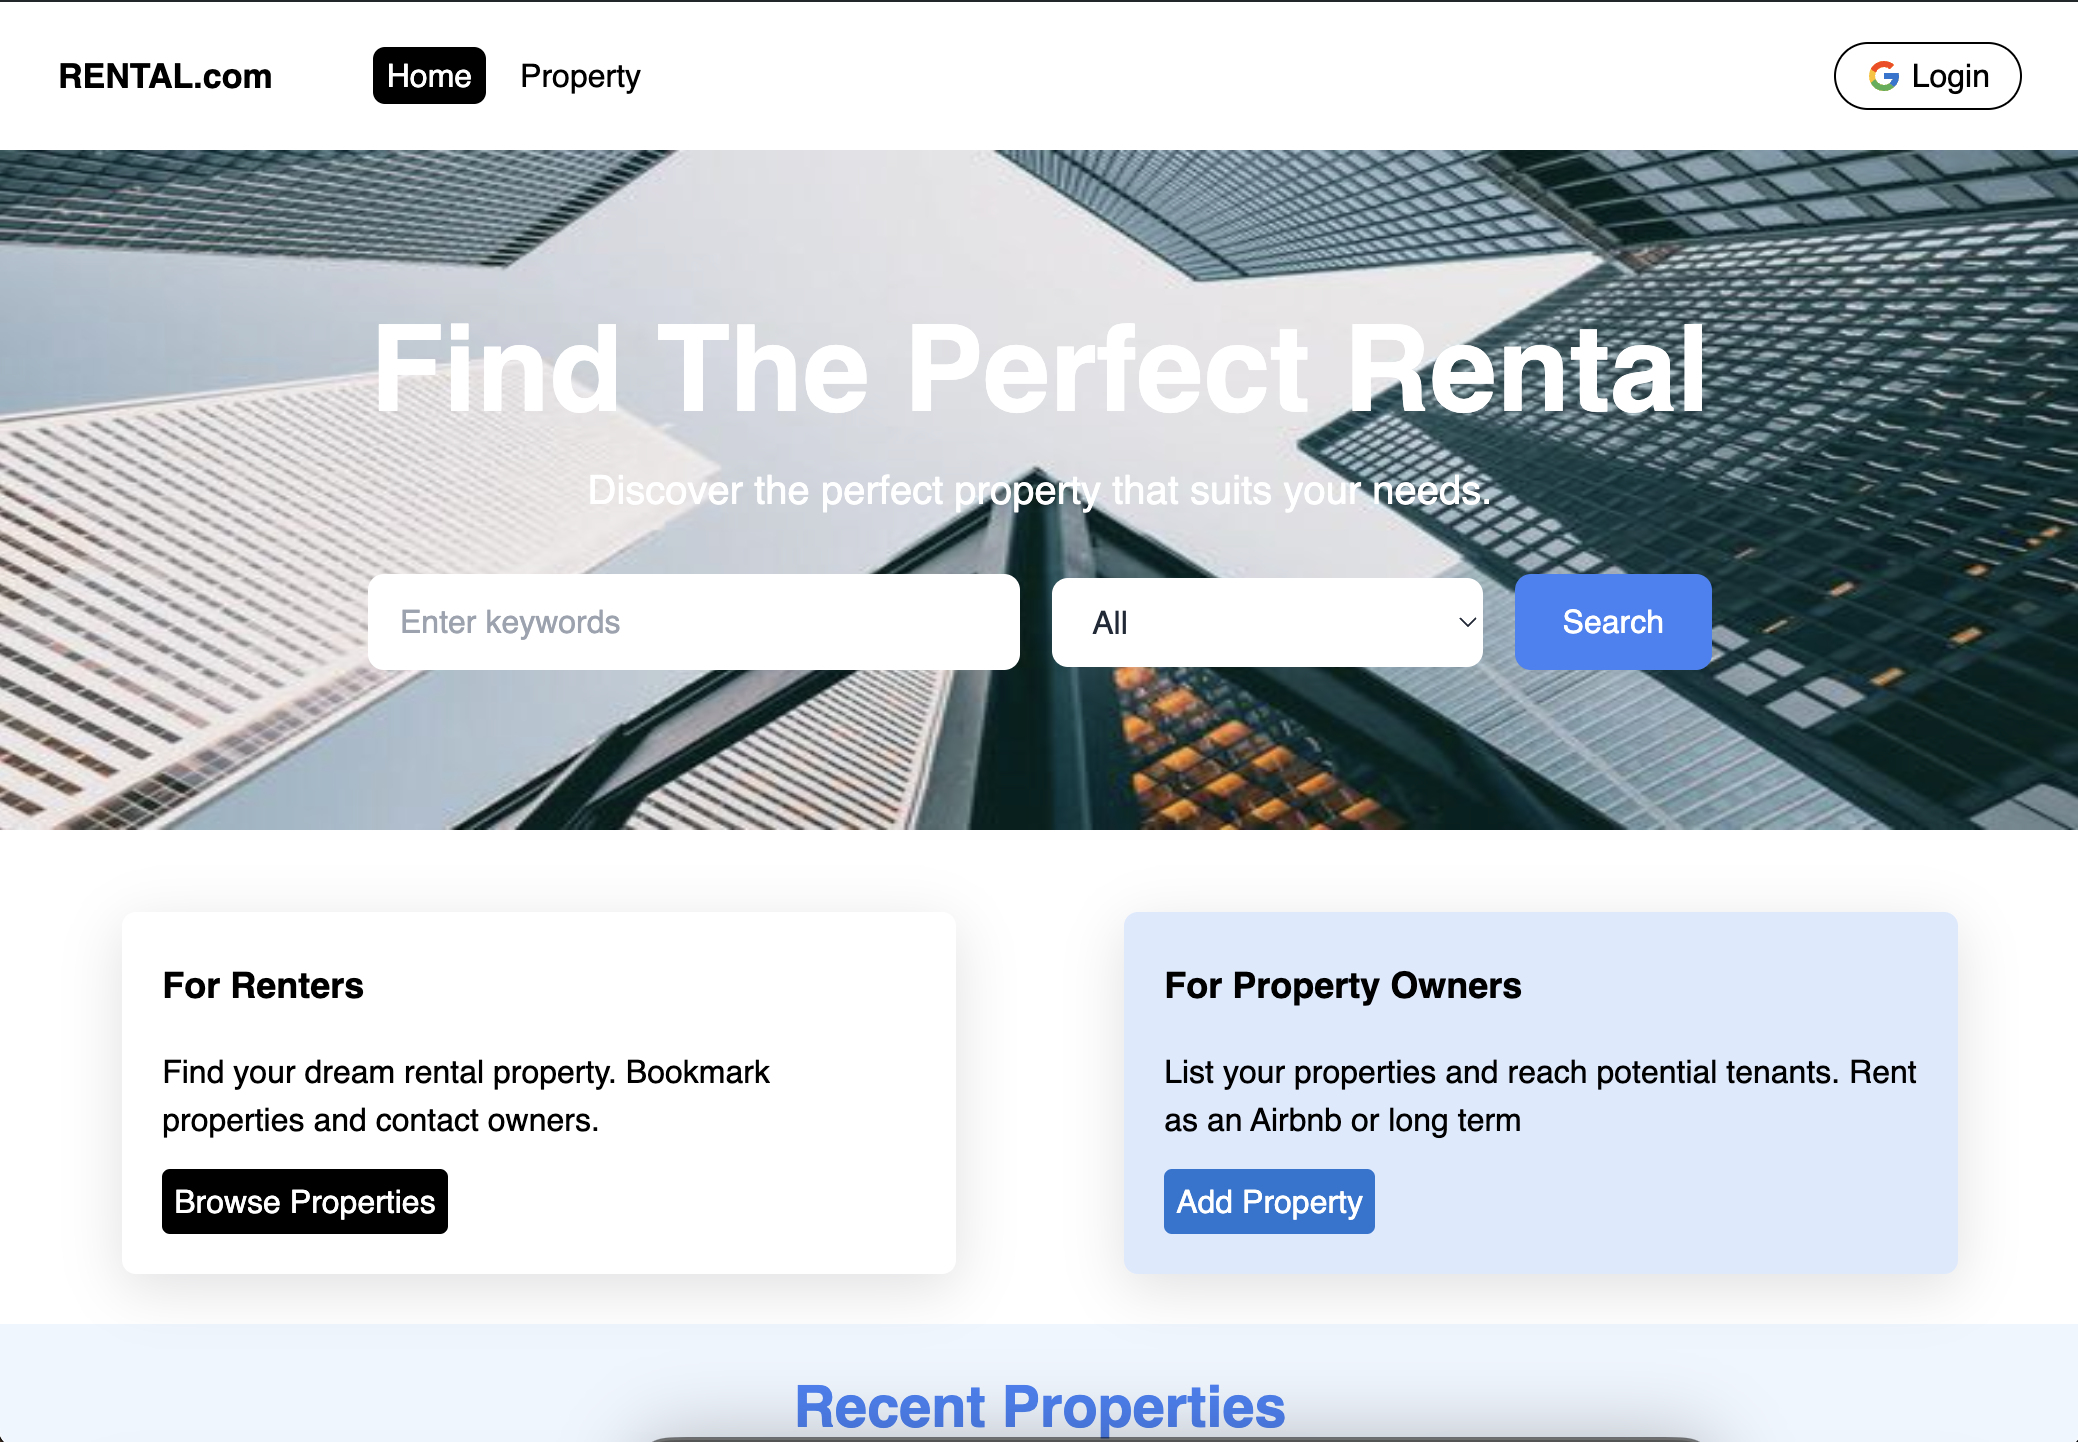 RENTAL.com
Home
Property
Login
Find The Perfect Rental
Discover the perfect property that suits your needs.
Enter keywords
All
Search
For Renters
Find your dream rental property. Bookmark
properties and contact owners.
Browse Properties
For Property Owners
List your properties and reach potential tenants. Rent
as an Airbnb or long term
Add Property
Recent Properties